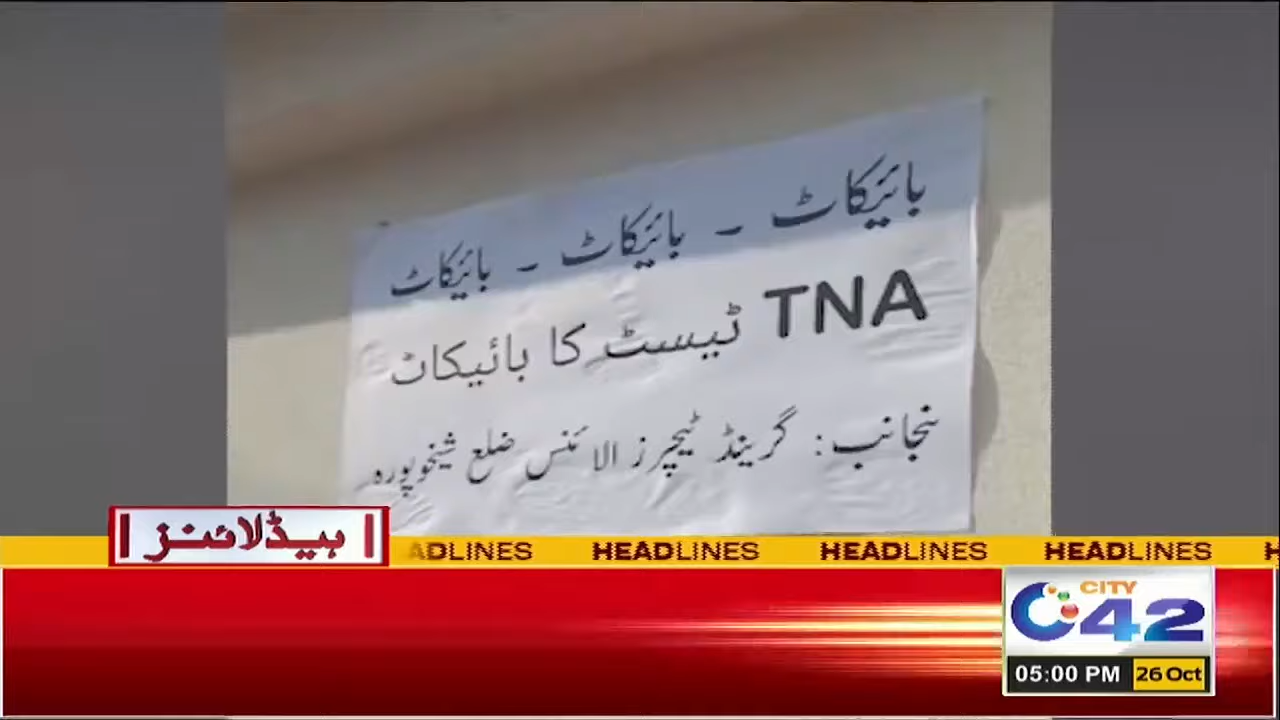 بائیکاٹ ۔ بائیکاٹ ۔ بائیکاٹ
TNA ٹیسٹ کا بائیکاٹ
منجانب: گرینڈ ٹیچرز الائنس ضلع شیخوپورہ
ہیڈلائنز
ADLINES HEADLINES HEADLINES HEADLINES H
CITY
42
05:00 PM 26 Oct